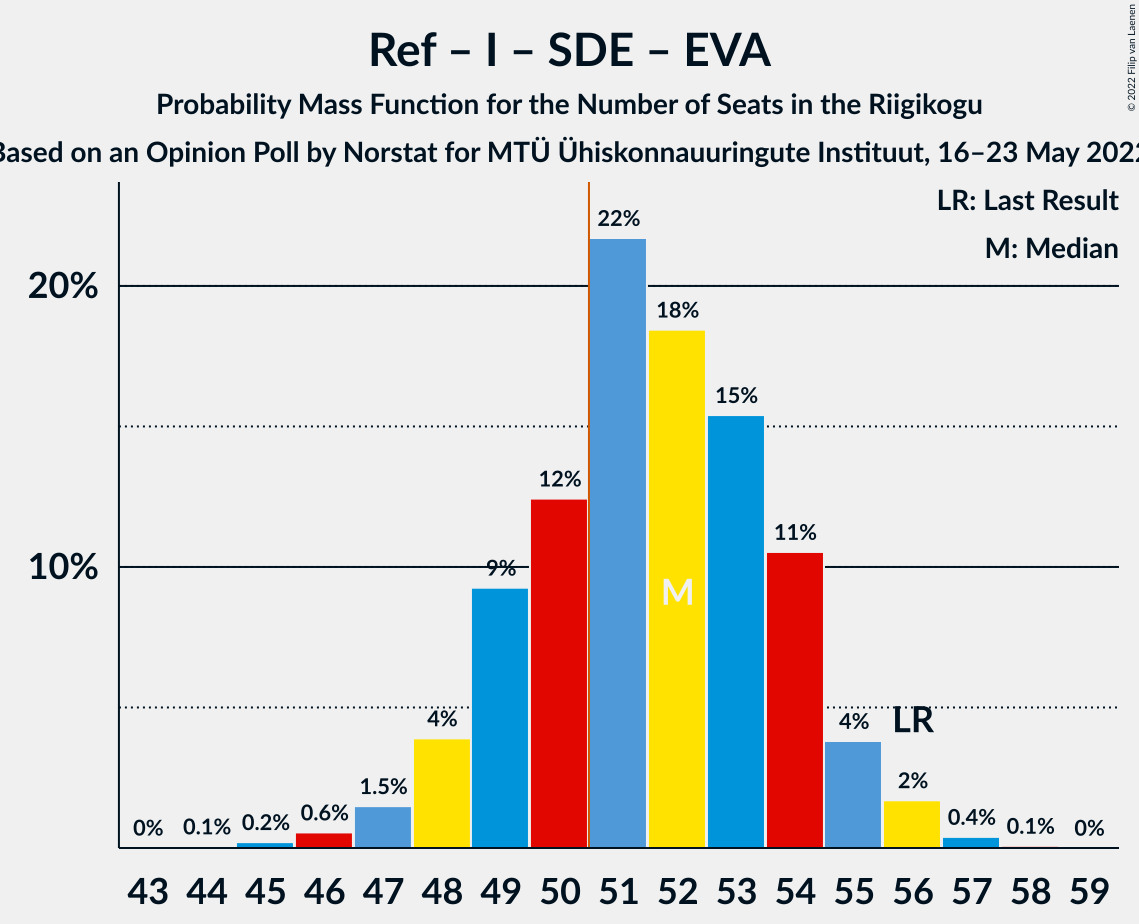 Ref – I – SDE – EVA
Probability Mass Function for the Number of Seats in the Riigikogu
Based on an Opinion Poll by Norstat for MTÜ Ühiskonnauuringute Instituut, 16–23 May 2022
© 2022 Filip van Laenen
LR: Last Result
M: Median
20%
10%
0%
0.1%
0.2%
0.6%
1.5%
4%
9%
12%
22%
18%
15%
11%
4%
2%
0.4%
0.1%
0%
M
LR
43 44 45 46 47 48 49 50 51 52 53 54 55 56 57 58 59